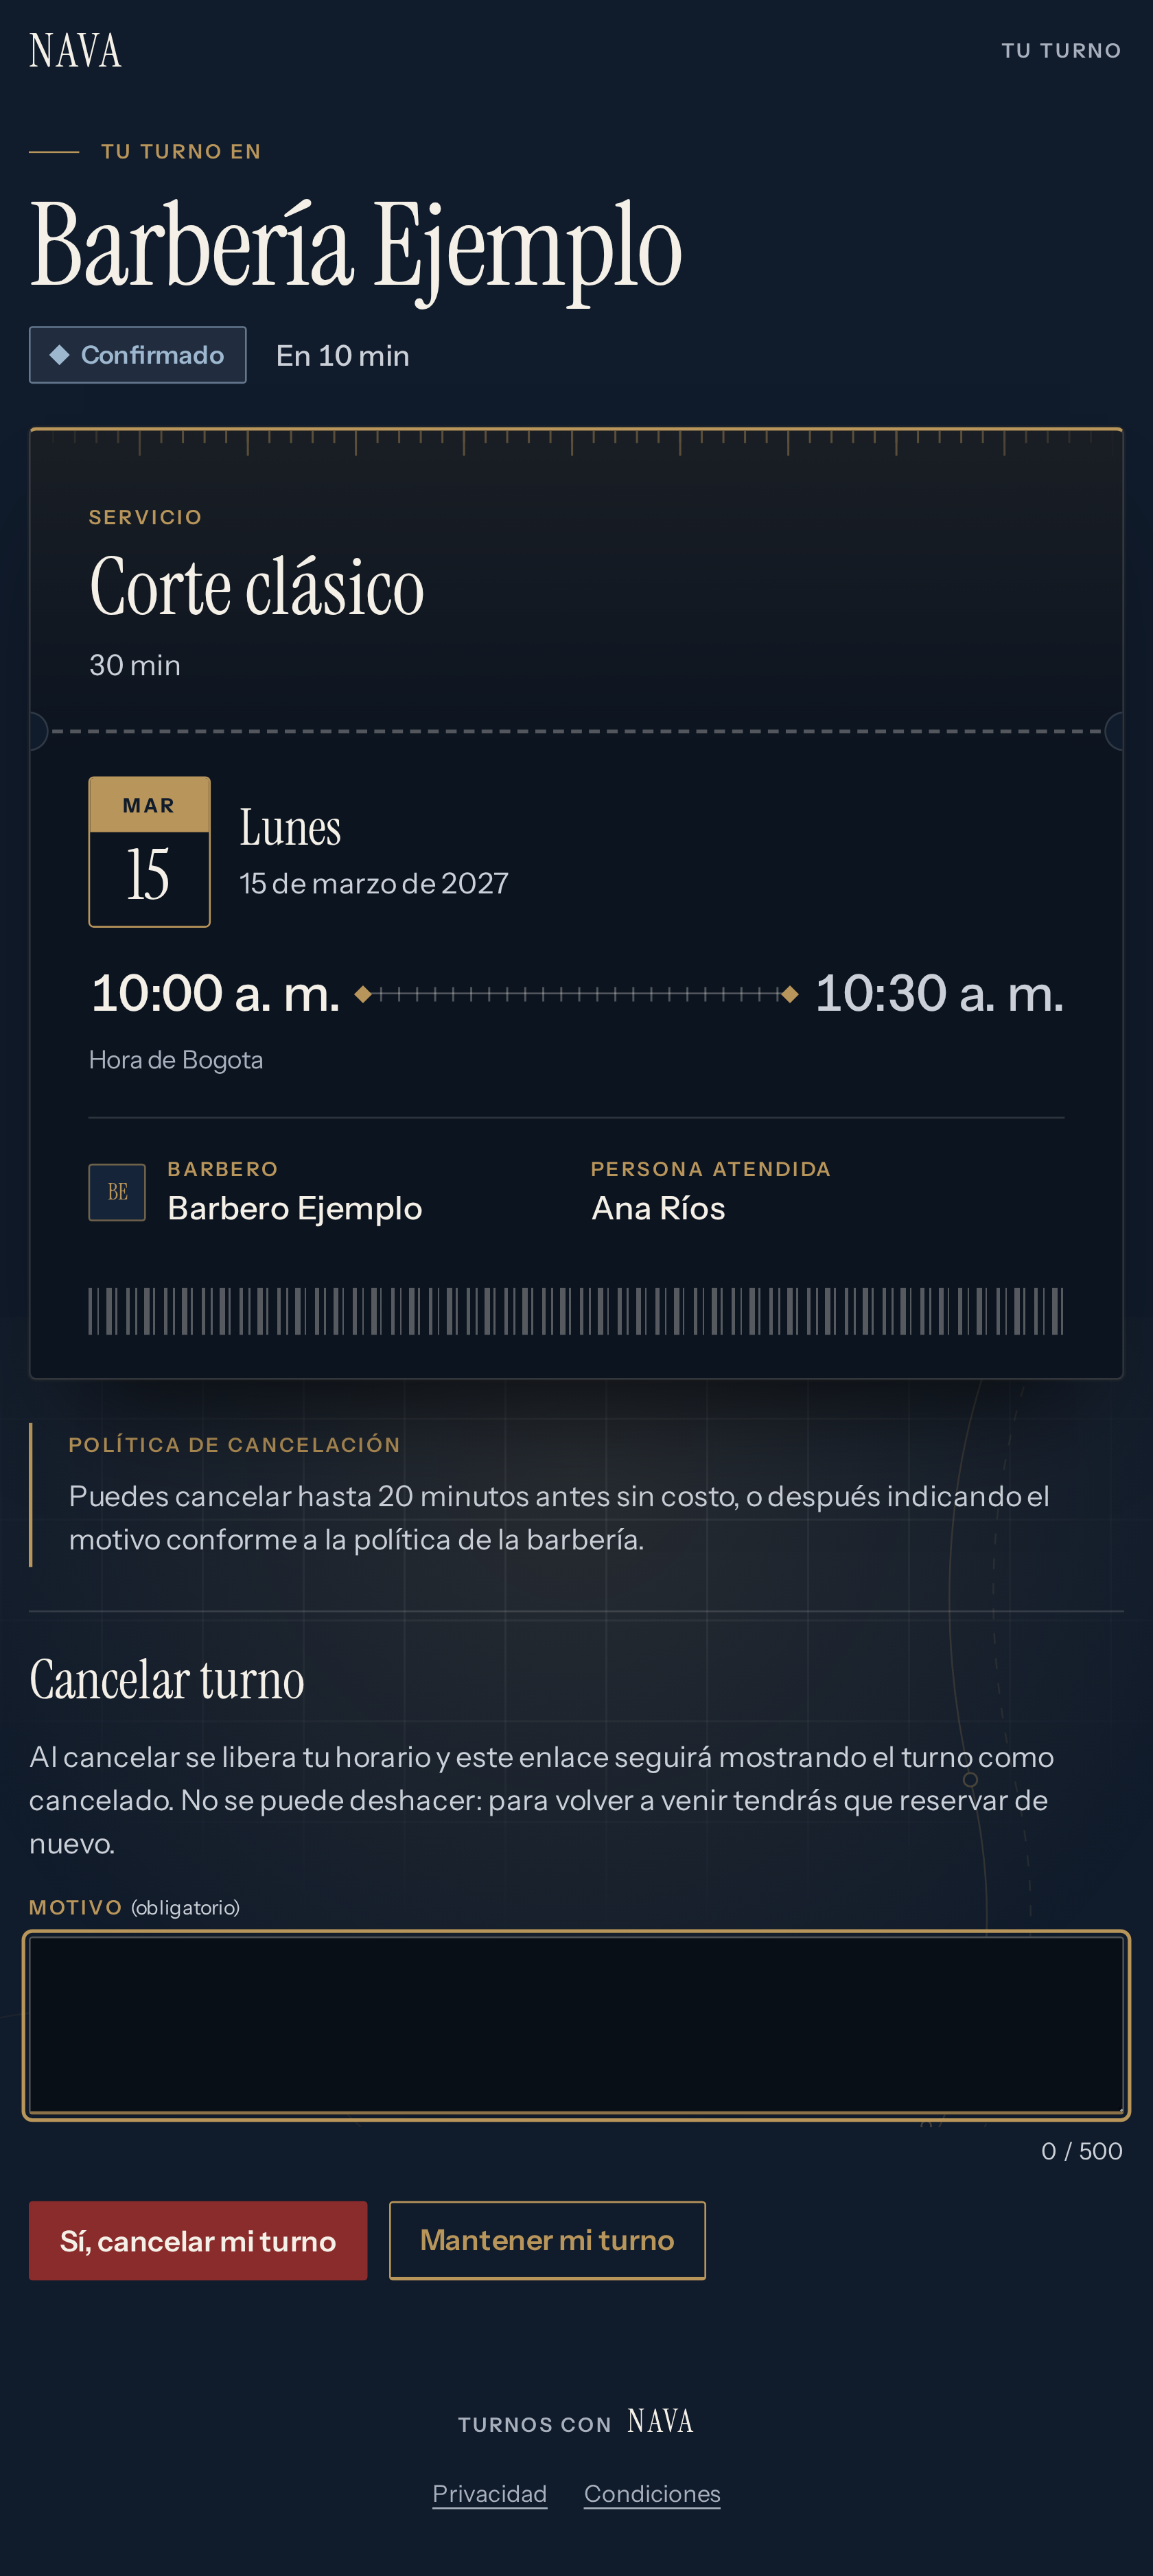 NAVA
TU TURNO
TU TURNO EN
Barbería Ejemplo
Confirmado
En 10 min
SERVICIO
Corte clásico
30 min
MAR
15
Lunes
15 de marzo de 2027
10:00 a. m.
10:30 a. m.
Hora de Bogota
BE
BARBERO
Barbero Ejemplo
PERSONA ATENDIDA
Ana Ríos
POLÍTICA DE CANCELACIÓN
Puedes cancelar hasta 20 minutos antes sin costo, o después indicando el
motivo conforme a la política de la barbería.
Cancelar turno
Al cancelar se libera tu horario y este enlace seguirá mostrando el turno como
cancelado. No se puede deshacer: para volver a venir tendrás que reservar de
nuevo.
MOTIVO (obligatorio)
0 / 500
Sí, cancelar mi turno
Mantener mi turno
TURNOS CON NAVA
Privacidad
Condiciones